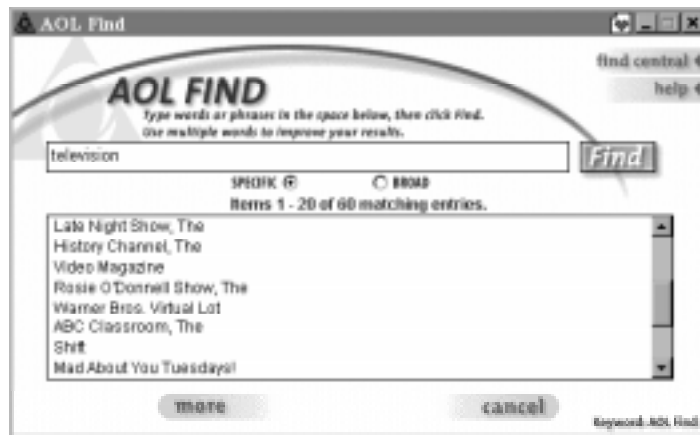 AOL Find
find central
help
AOL FIND
Type words or phrases in the space below, then click Find.
Use multiple words to improve your results.
television
Find
SPECIFIC BROAD
Items 1 - 20 of 60 matching entries.
Late Night Show, The
History Channel, The
Video Magazine
Rosie O'Donnell Show, The
Warner Bros. Virtual Lot
ABC Classroom, The
Shift
Mad About You Tuesdays!
more cancel
Keyword: AOL Find